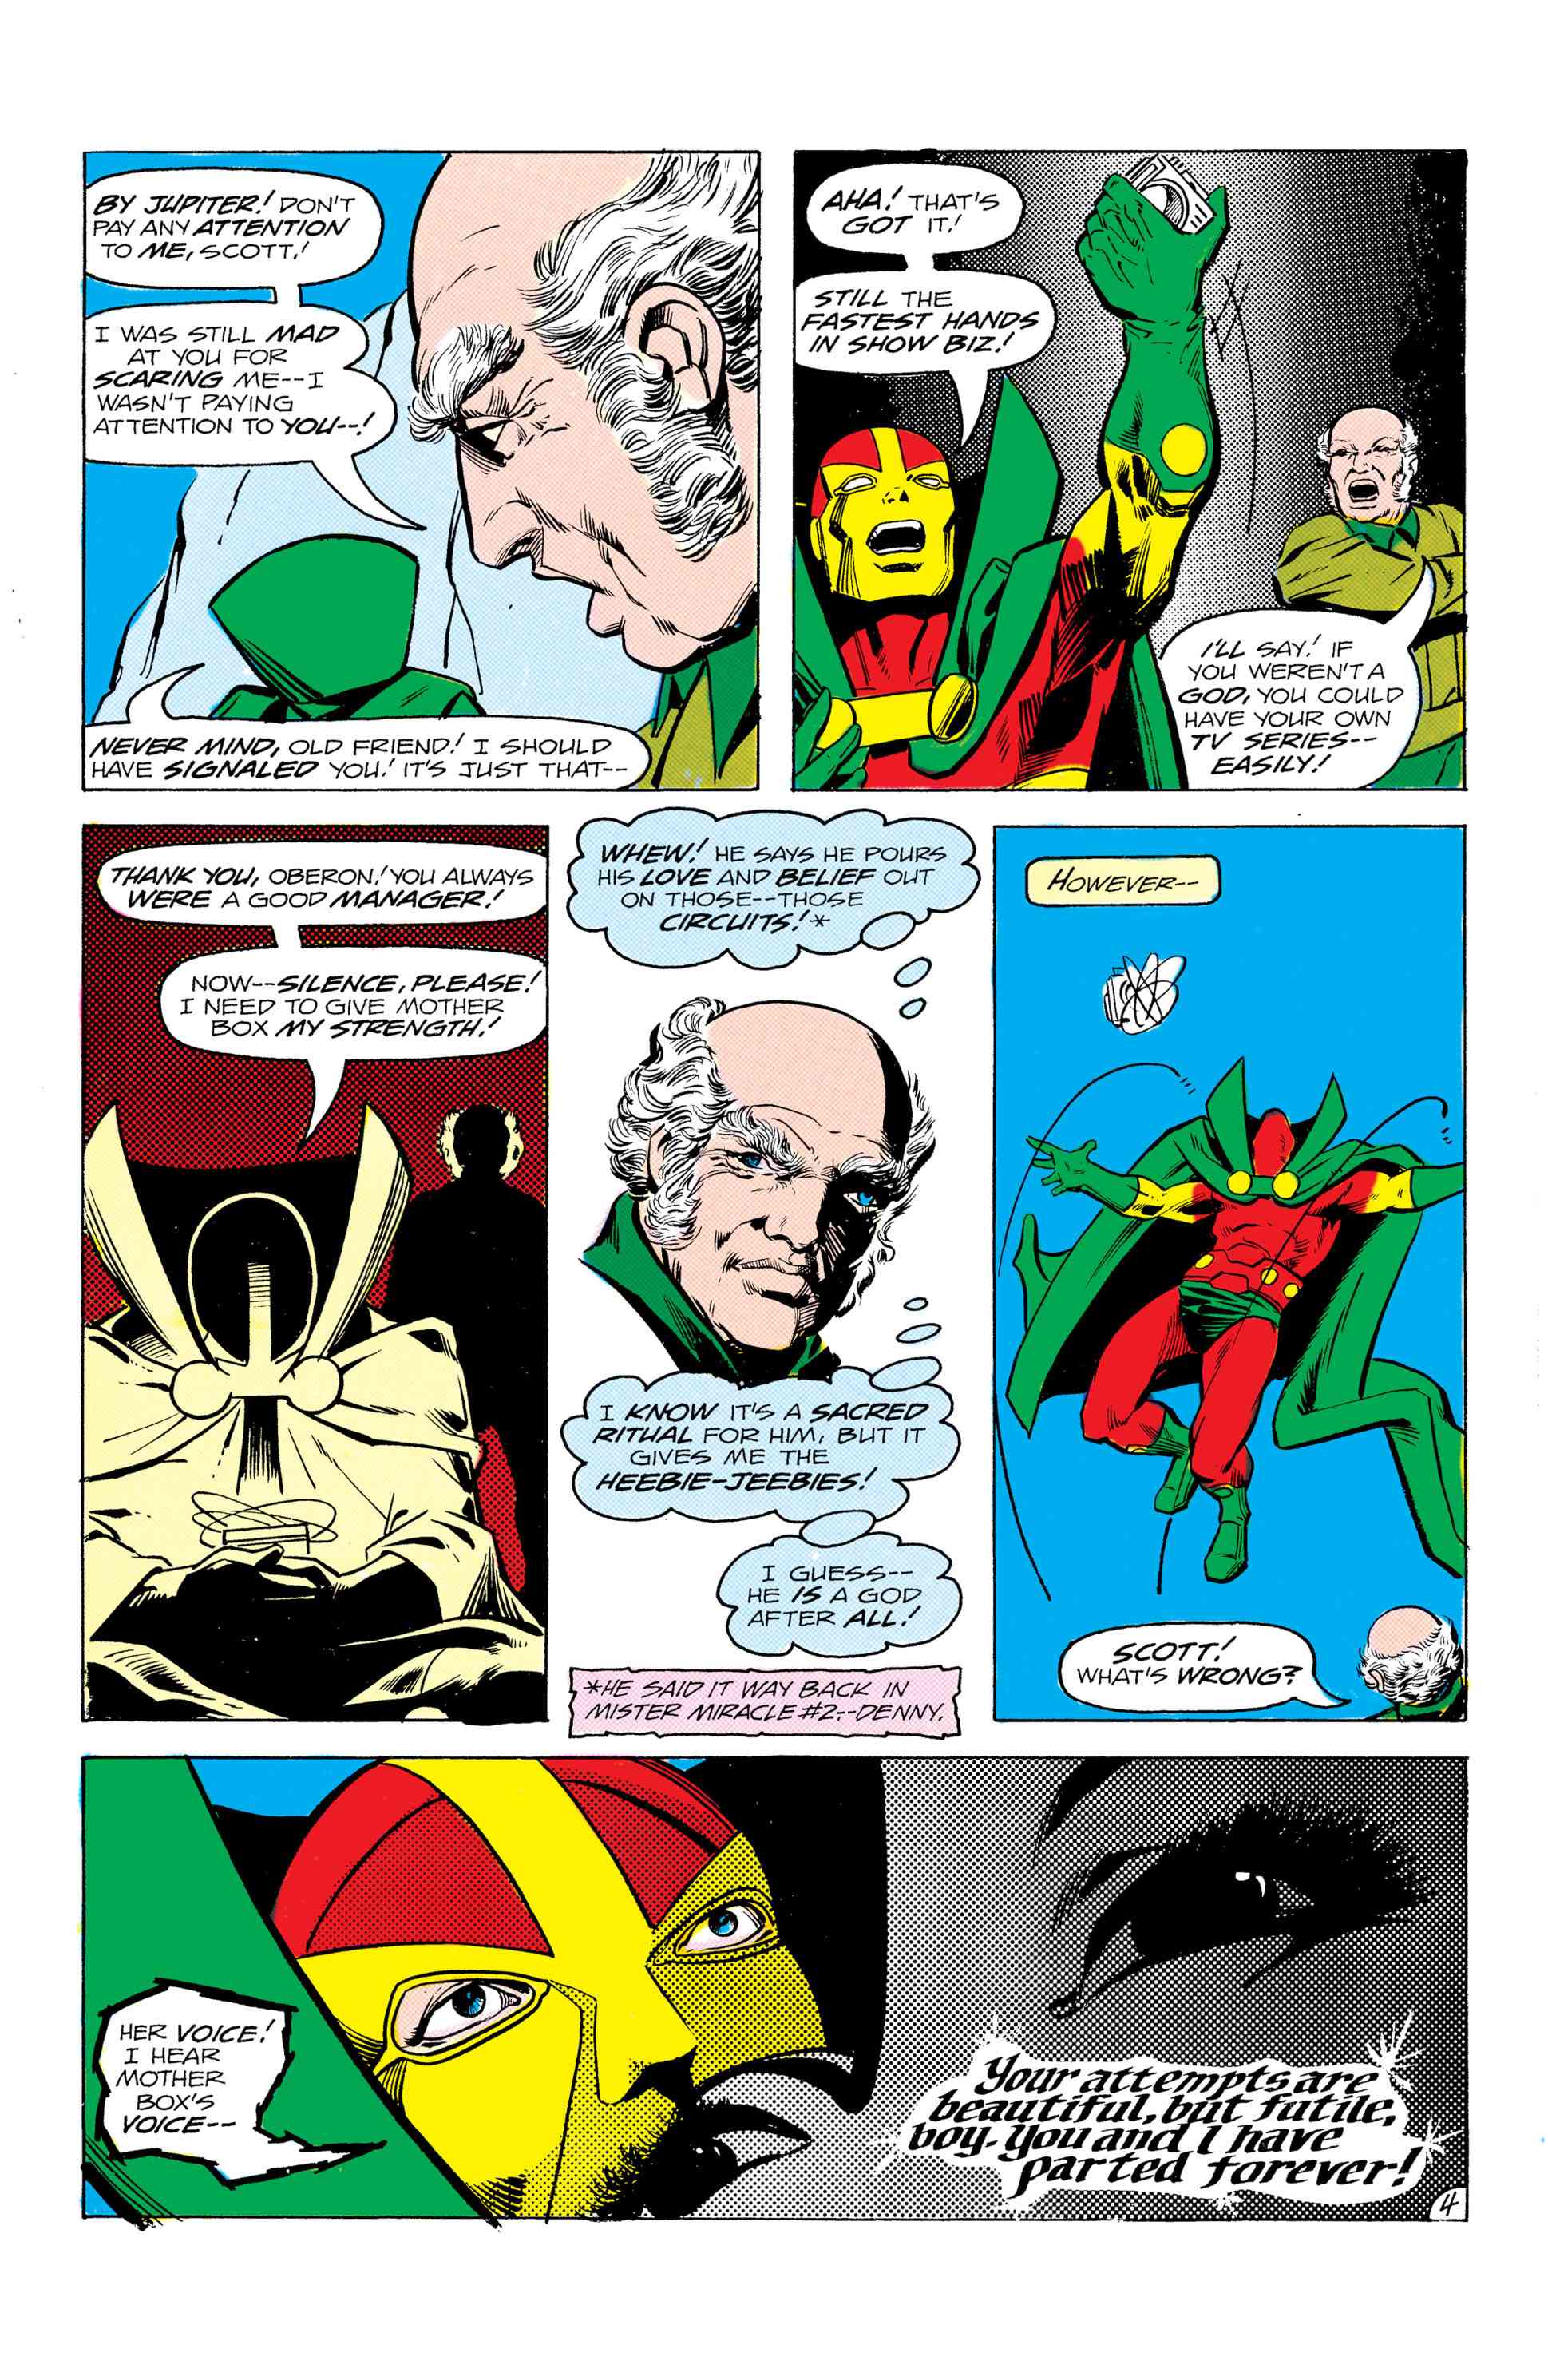 BY JUPITER! DON'T
PAY ANY ATTENTION
TO ME, SCOTT!
I WAS STILL MAD
AT YOU FOR
SCARING ME--I
WASN'T PAYING
ATTENTION TO YOU--!
NEVER MIND, OLD FRIEND! I SHOULD
HAVE SIGNALED YOU! IT'S JUST THAT--
AHA! THAT'S
GOT IT!
STILL THE
FASTEST HANDS
IN SHOW BIZ!
I'LL SAY! IF
YOU WEREN'T A
GOD, YOU COULD
HAVE YOUR OWN
TV SERIES--
EASILY!
THANK YOU, OBERON! YOU ALWAYS
WERE A GOOD MANAGER!
NOW--SILENCE, PLEASE!
I NEED TO GIVE MOTHER
BOX MY STRENGTH!
WHEW! HE SAYS HE POURS
HIS LOVE AND BELIEF OUT
ON THOSE--THOSE
CIRCUITS!*
I KNOW IT'S A SACRED
RITUAL FOR HIM, BUT IT
GIVES ME THE
HEEBIE-JEEBIES!
I GUESS--
HE IS A GOD
AFTER ALL!
*HE SAID IT WAY BACK IN
MISTER MIRACLE #2.--DENNY.
HOWEVER--
SCOTT!
WHAT'S WRONG?
HER VOICE!
I HEAR
MOTHER
BOX'S
VOICE--
Your attempts are
beautiful, but futile,
boy. You and I have
parted forever!
4